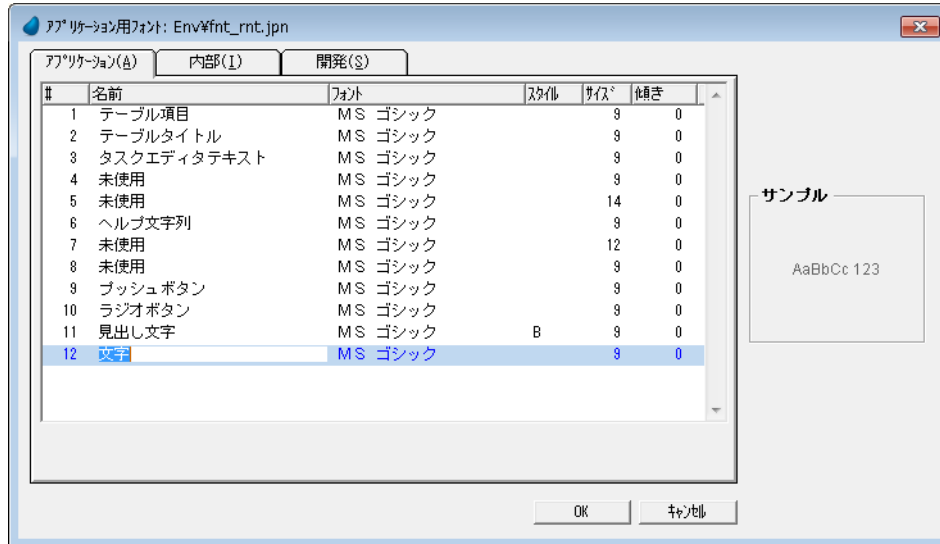 ｱﾌﾟﾘｹｰｼｮﾝ用ﾌｫﾝﾄ: Env¥fnt_rnt.jpn
ｱﾌﾟﾘｹｰｼｮﾝ(A) 内部(I) 開発(S)
# 名前 ﾌｫﾝﾄ ｽﾀｲﾙ ｻｲｽﾞ 傾き
1 テーブル項目 ＭＳ ゴシック 9 0
2 テーブルタイトル ＭＳ ゴシック 9 0
3 タスクエディタテキスト ＭＳ ゴシック 9 0
4 未使用 ＭＳ ゴシック 9 0
5 未使用 ＭＳ ゴシック 14 0
6 ヘルプ文字列 ＭＳ ゴシック 9 0
7 未使用 ＭＳ ゴシック 12 0
8 未使用 ＭＳ ゴシック 9 0
9 プッシュボタン ＭＳ ゴシック 9 0
10 ラジオボタン ＭＳ ゴシック 9 0
11 見出し文字 ＭＳ ゴシック B 9 0
12 文字 ＭＳ ゴシック 9 0
サンプル
AaBbCc 123
OK ｷｬﾝｾﾙ